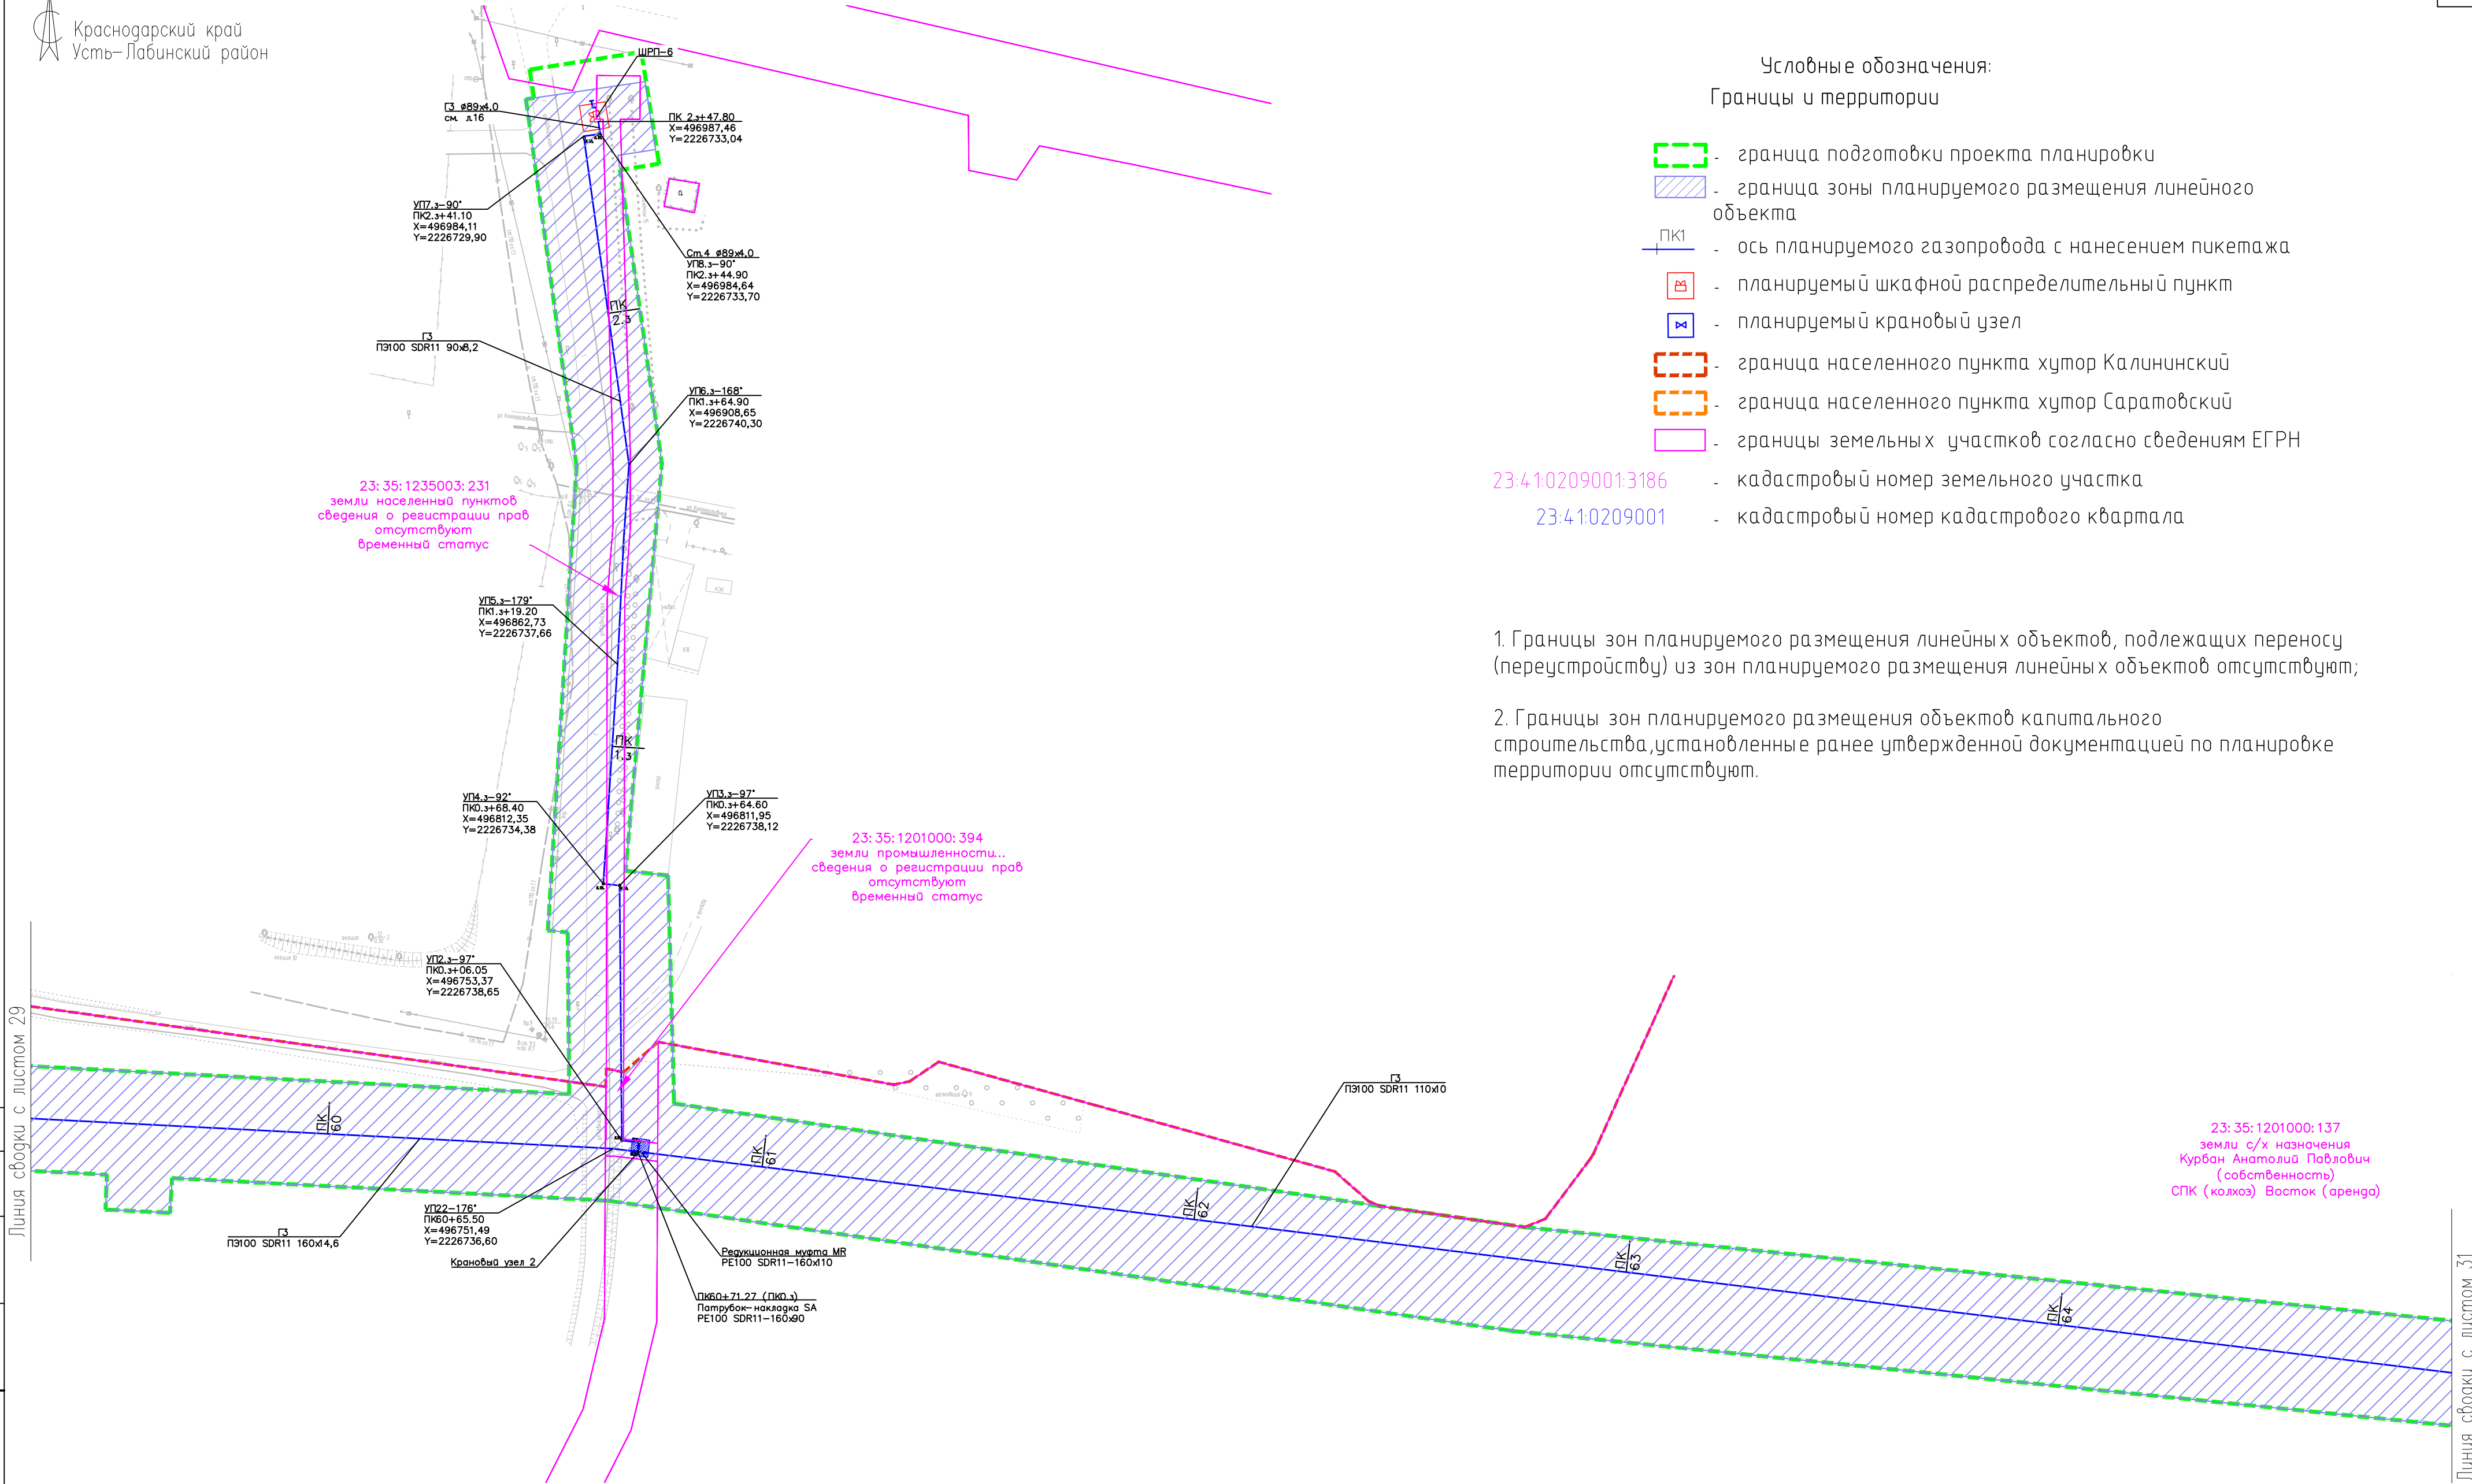 Краснодарский край
Усть-Лабинский район
ШРП-6
Г3 ø89х4,0
см. л.16
ПК 2.з+47.80
X=496987,46
Y=2226733,04
УП7.з-90°
ПК2.з+41.10
X=496984,11
Y=2226729,90
Ст.4 ø89х4,0
УП8.з-90°
ПК2.з+44.90
X=496984,64
Y=2226733,70
ПК
2.з
Г3
ПЭ100 SDR11 90х8,2
УП6.з-168°
ПК1.з+64.90
X=496908,65
Y=2226740,30
23:35:1235003:231
земли населенный пунктов
сведения о регистрации прав
отсутствуют
временный статус
УП5.з-179°
ПК1.з+19.20
X=496862,73
Y=2226737,66
ПК
1.з
УП4.з-92°
ПК0.з+68.40
X=496812,35
Y=2226734,38
УП3.з-97°
ПК0.з+64.60
X=496811,95
Y=2226738,12
23:35:1201000:394
земли промышленности...
сведения о регистрации прав
отсутствуют
временный статус
УП2.з-97°
ПК0.з+06.05
X=496753,37
Y=2226738,65
Линия сводки с листом 29
ПК
60
ПК
61
ПК
62
ПК
63
ПК
64
Г3
ПЭ100 SDR11 160х14,6
УП22-176°
ПК60+65.50
X=496751,49
Y=2226736,60
Крановый узел 2
Редукционная муфта MR
PE100 SDR11-160х110
ПК60+71.27 (ПК0.з)
Патрубок-накладка SA
PE100 SDR11-160х90
Г3
ПЭ100 SDR11 110х10
23:35:1201000:137
земли с/х назначения
Курбан Анатолий Павлович
(собственность)
СПК (колхоз) Восток (аренда)
Линия сводки с листом 31
Условные обозначения:
Границы и территории
- граница подготовки проекта планировки
- граница зоны планируемого размещения линейного
объекта
ПК1 - ось планируемого газопровода с нанесением пикетажа
- планируемый шкафной распределительный пункт
- планируемый крановый узел
- граница населенного пункта хутор Калининский
- граница населенного пункта хутор Саратовский
- границы земельных участков согласно сведениям ЕГРН
23:41:0209001:3186 - кадастровый номер земельного участка
23:41:0209001 - кадастровый номер кадастрового квартала
1. Границы зон планируемого размещения линейных объектов, подлежащих переносу
(переустройству) из зон планируемого размещения линейных объектов отсутствуют;
2. Границы зон планируемого размещения объектов капитального
строительства,установленные ранее утвержденной документацией по планировке
территории отсутствуют.